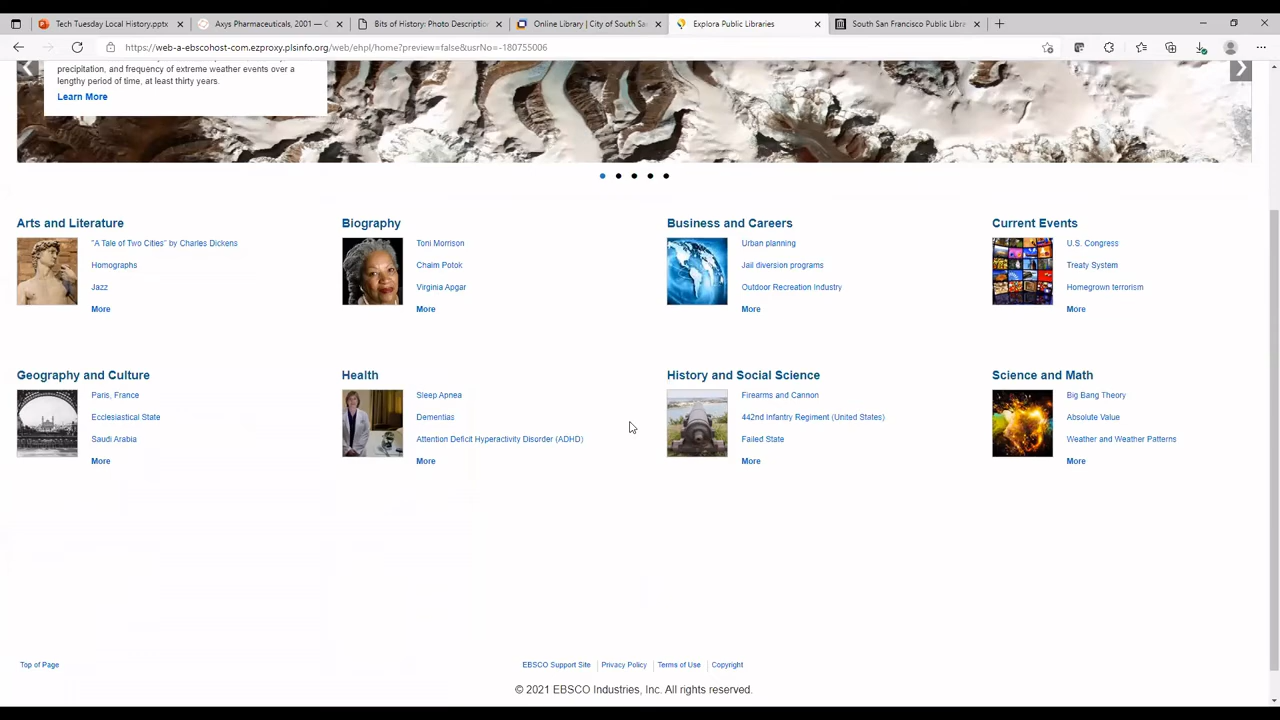 Tech Tuesday Local History.pptx
Axys Pharmaceuticals, 2001 — C
Bits of History: Photo Description
Online Library | City of South Sa
Explora Public Libraries
South San Francisco Public Libra
https://web-a-ebscohost-com.ezproxy.plsinfo.org/web/ehpl/home?preview=false&usrNo=-180755006
precipitation, and frequency of extreme weather events over a
lengthy period of time, at least thirty years.
Learn More
Arts and Literature
"A Tale of Two Cities" by Charles Dickens
Homographs
Jazz
More
Biography
Toni Morrison
Chaim Potok
Virginia Apgar
More
Business and Careers
Urban planning
Jail diversion programs
Outdoor Recreation Industry
More
Current Events
U.S. Congress
Treaty System
Homegrown terrorism
More
Geography and Culture
Paris, France
Ecclesiastical State
Saudi Arabia
More
Health
Sleep Apnea
Dementias
Attention Deficit Hyperactivity Disorder (ADHD)
More
History and Social Science
Firearms and Cannon
442nd Infantry Regiment (United States)
Failed State
More
Science and Math
Big Bang Theory
Absolute Value
Weather and Weather Patterns
More
Top of Page
EBSCO Support Site
Privacy Policy
Terms of Use
Copyright
© 2021 EBSCO Industries, Inc. All rights reserved.